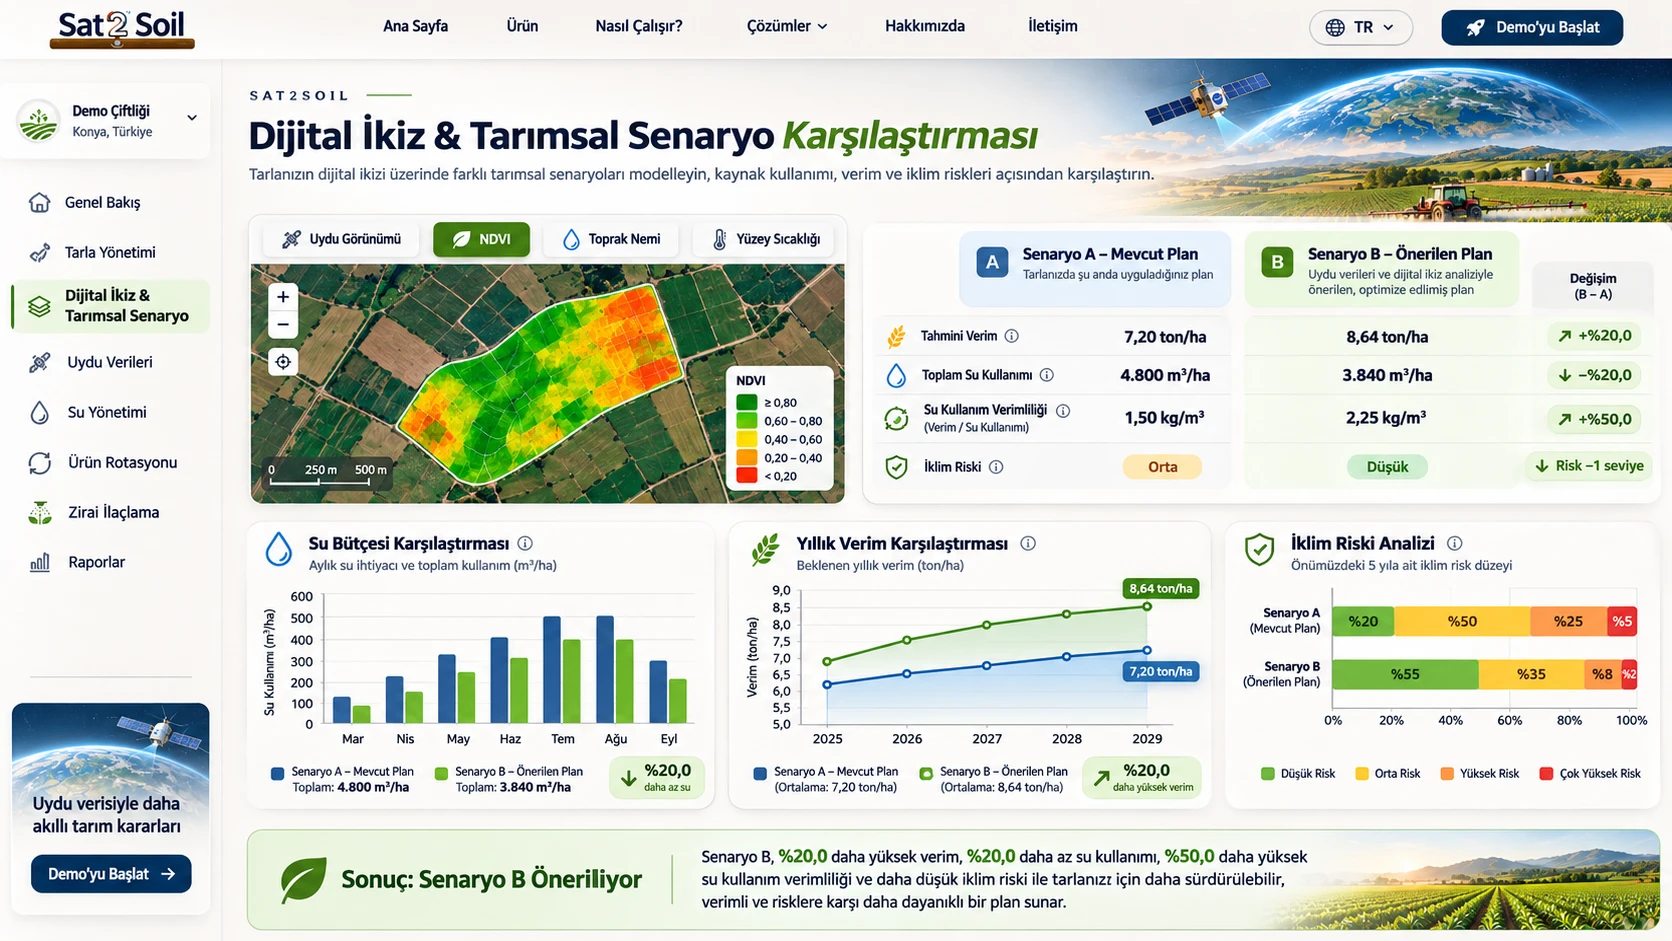 Sat2Soil
Ana Sayfa
Ürün
Nasıl Çalışır?
Çözümler
Hakkımızda
İletişim
TR
Demo'yu Başlat
Demo Çiftliği
Konya, Türkiye
Genel Bakış
Tarla Yönetimi
Dijital İkiz &
Tarımsal Senaryo
Uydu Verileri
Su Yönetimi
Ürün Rotasyonu
Zirai İlaçlama
Raporlar
Uydu verisiyle daha
akıllı tarım kararları
Demo'yu Başlat →
SAT2SOIL
Dijital İkiz & Tarımsal Senaryo Karşılaştırması
Tarlanızın dijital ikizi üzerinde farklı tarımsal senaryoları modelleyin, kaynak kullanımı, verim ve iklim riskleri açısından karşılaştırın.
Uydu Görünümü
NDVI
Toprak Nemi
Yüzey Sıcaklığı
+
−
0 250 m 500 m
NDVI
≥ 0,80
0,60 – 0,80
0,40 – 0,60
0,20 – 0,40
< 0,20
A
Senaryo A – Mevcut Plan
Tarlanızda şu anda uyguladığınız plan
B
Senaryo B – Önerilen Plan
Uydu verileri ve dijital ikiz analiziyle
önerilen, optimize edilmiş plan
Değişim
(B – A)
Tahmini Verim 7,20 ton/ha 8,64 ton/ha ↗ +%20,0
Toplam Su Kullanımı 4.800 m³/ha 3.840 m³/ha ↓ −%20,0
Su Kullanım Verimliliği
(Verim / Su Kullanımı)
1,50 kg/m³ 2,25 kg/m³ ↗ +%50,0
İklim Riski Orta Düşük ↓ Risk −1 seviye
Su Bütçesi Karşılaştırması
Aylık su ihtiyacı ve toplam kullanım (m³/ha)
Su Kullanımı (m³/ha)
600
500
400
300
200
100
0
Mar Nis May Haz Tem Ağu Eyl
Senaryo A – Mevcut Plan
Toplam: 4.800 m³/ha
Senaryo B – Önerilen Plan
Toplam: 3.840 m³/ha
↓ %20,0
daha az su
Yıllık Verim Karşılaştırması
Beklenen yıllık verim (ton/ha)
Verim (ton/ha)
9,0
8,5
8,0
7,5
7,0
6,5
6,0
5,5
5,0
8,64 ton/ha
7,20 ton/ha
2025 2026 2027 2028 2029
Senaryo A – Mevcut Plan
(Ortalama: 7,20 ton/ha)
Senaryo B – Önerilen Plan
(Ortalama: 8,64 ton/ha)
↗ %20,0
daha yüksek verim
İklim Riski Analizi
Önümüzdeki 5 yıla ait iklim risk düzeyi
Senaryo A
(Mevcut Plan)
%20 %50 %25 %5
Senaryo B
(Önerilen Plan)
%55 %35 %8 %2
0% 20% 40% 60% 80% 100%
Düşük Risk
Orta Risk
Yüksek Risk
Çok Yüksek Risk
Sonuç: Senaryo B Öneriliyor
Senaryo B, %20,0 daha yüksek verim, %20,0 daha az su kullanımı, %50,0 daha yüksek
su kullanım verimliliği ve daha düşük iklim riski ile tarlanızz için daha sürdürülebilir,
verimli ve risklere karşı daha dayanıklı bir plan sunar.